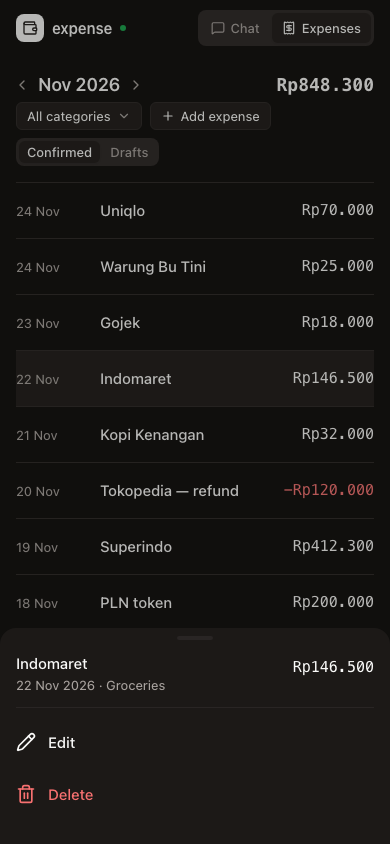 expense
Chat
Expenses
Nov 2026
Rp848.300
All categories
Add expense
Confirmed
Drafts
24 Nov Uniqlo Rp70.000
24 Nov Warung Bu Tini Rp25.000
23 Nov Gojek Rp18.000
22 Nov Indomaret Rp146.500
21 Nov Kopi Kenangan Rp32.000
20 Nov Tokopedia — refund −Rp120.000
19 Nov Superindo Rp412.300
18 Nov PLN token Rp200.000
Indomaret Rp146.500
22 Nov 2026 · Groceries
Edit
Delete